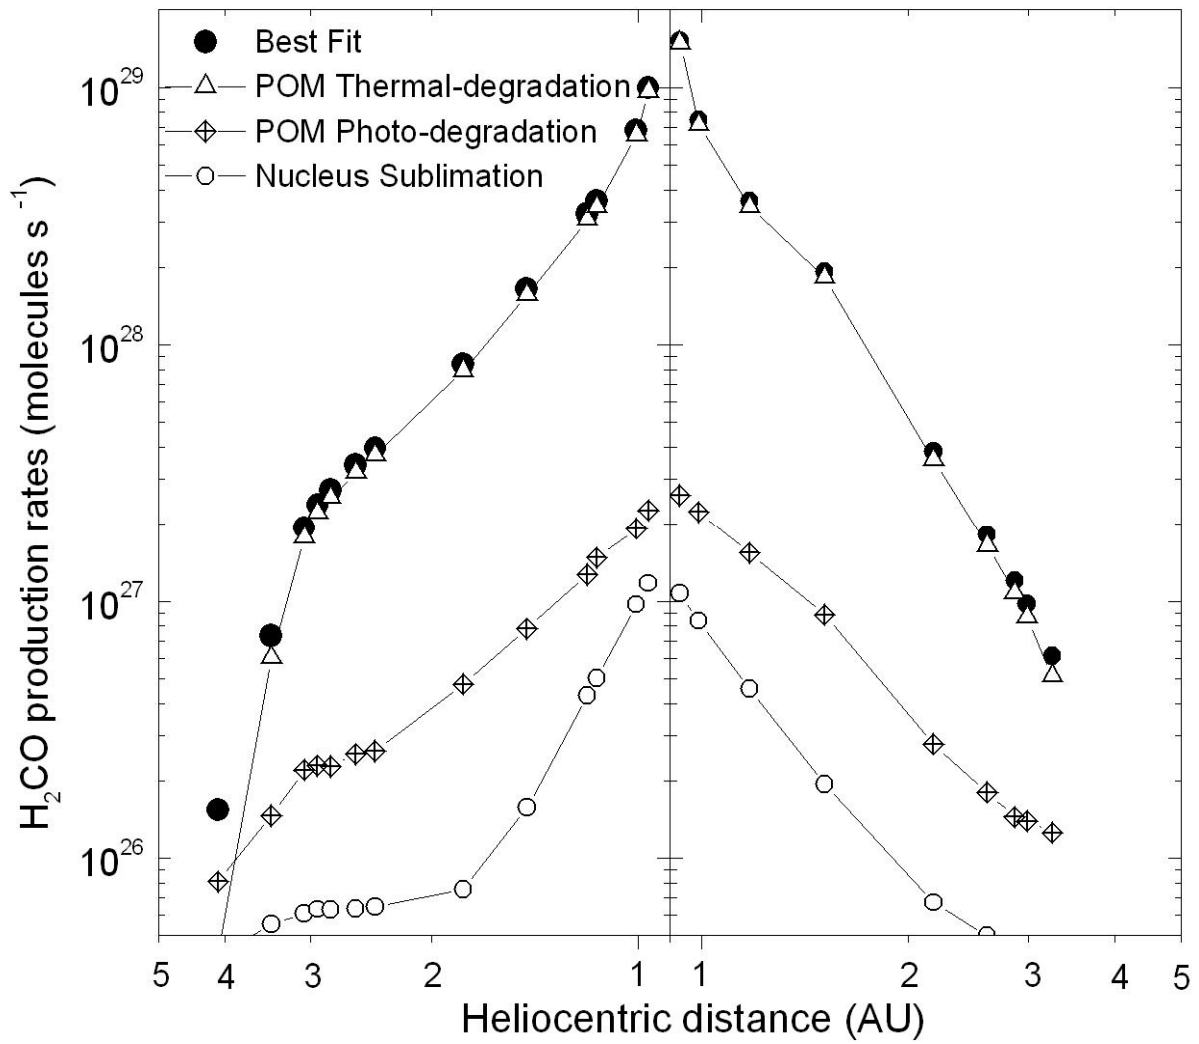 Best Fit
POM Thermal-degradation
POM Photo-degradation
Nucleus Sublimation
10^29
10^28
10^27
10^26
H2CO production rates (molecules s^-1)
5 4 3 2 1 1 2 3 4 5
Heliocentric distance (AU)